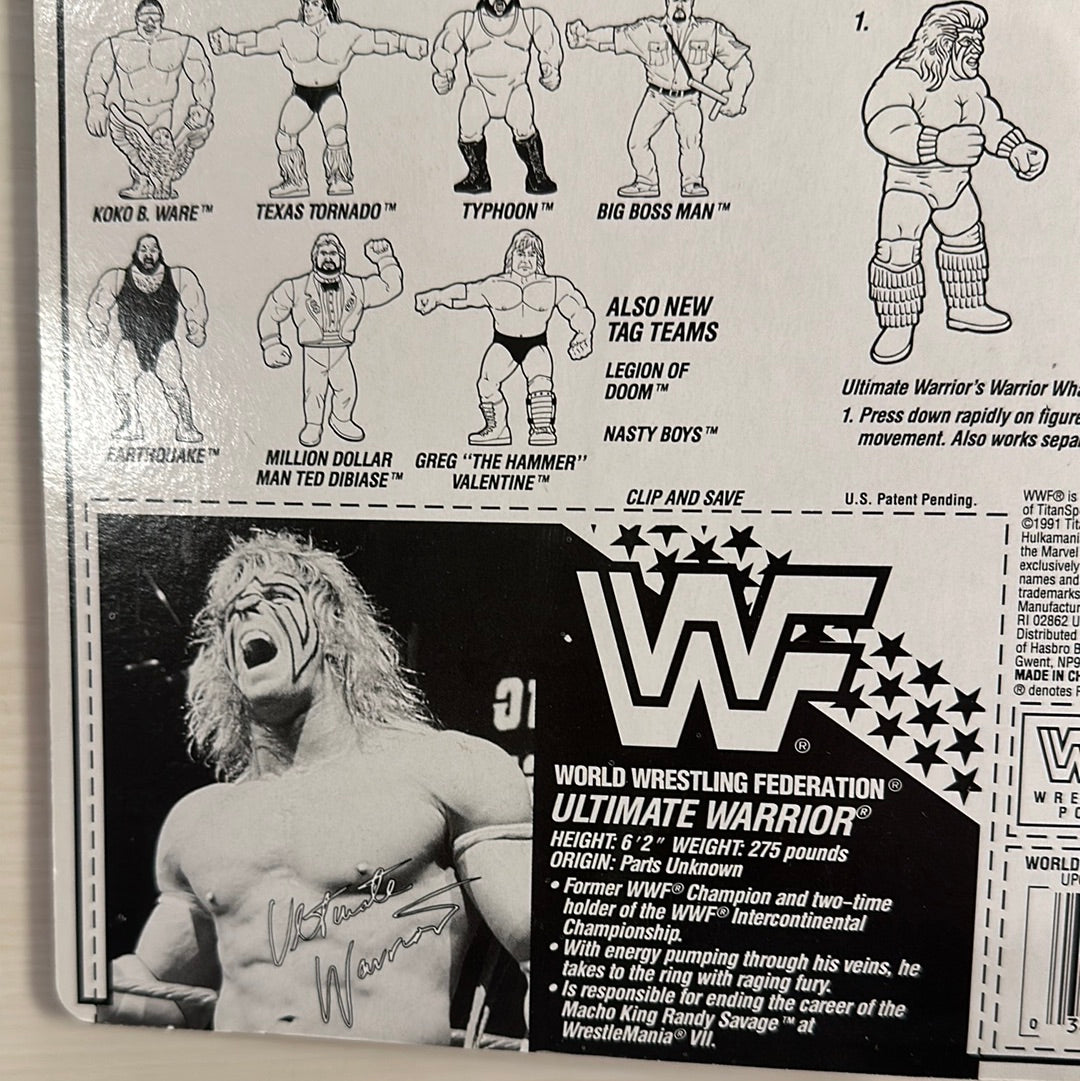 KOKO B. WARE™
TEXAS TORNADO™
TYPHOON™
BIG BOSS MAN™
EARTHQUAKE™
MILLION DOLLAR
MAN TED DIBIASE™
GREG "THE HAMMER"
VALENTINE™
ALSO NEW
TAG TEAMS
LEGION OF
DOOM™
NASTY BOYS™
1.
Ultimate Warrior's Warrior
1. Press down rapidly on figure
movement. Also works
CLIP AND SAVE
U.S. Patent Pending.
WWF® is
of
©1991
the Marvel
exclusively
names and
trademarks
RI 02862
Distributed
of Hasbro
Gwent, NP9
MADE IN
® denotes
WF®
WORLD WRESTLING FEDERATION®
ULTIMATE WARRIOR®
HEIGHT: 6'2" WEIGHT: 275 pounds
ORIGIN: Parts Unknown
• Former WWF® Champion and two-time
holder of the WWF® Intercontinental
Championship.
• With energy pumping through his veins, he
takes to the ring with raging fury.
• Is responsible for ending the career of the
Macho King Randy Savage™ at
WrestleMania® VII.
Ultimate
Warrior
WORLD
0 3